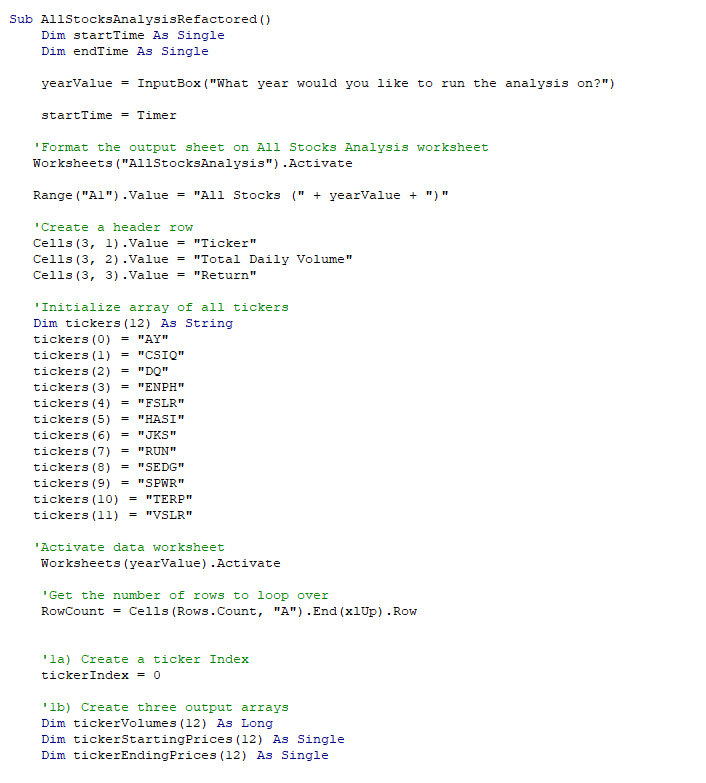 Sub AllStocksAnalysisRefactored()
Dim startTime As Single
Dim endTime As Single
yearValue = InputBox("What year would you like to run the analysis on?")
startTime = Timer
'Format the output sheet on All Stocks Analysis worksheet
Worksheets("AllStocksAnalysis").Activate
Range("A1").Value = "All Stocks (" + yearValue + ")"
'Create a header row
Cells(3, 1).Value = "Ticker"
Cells(3, 2).Value = "Total Daily Volume"
Cells(3, 3).Value = "Return"
'Initialize array of all tickers
Dim tickers(12) As String
tickers(0) = "AY"
tickers(1) = "CSIQ"
tickers(2) = "DQ"
tickers(3) = "ENPH"
tickers(4) = "FSLR"
tickers(5) = "HASI"
tickers(6) = "JKS"
tickers(7) = "RUN"
tickers(8) = "SEDG"
tickers(9) = "SPWR"
tickers(10) = "TERP"
tickers(11) = "VSLR"
'Activate data worksheet
Worksheets(yearValue).Activate
'Get the number of rows to loop over
RowCount = Cells(Rows.Count, "A").End(xlUp).Row
'1a) Create a ticker Index
tickerIndex = 0
'1b) Create three output arrays
Dim tickerVolumes(12) As Long
Dim tickerStartingPrices(12) As Single
Dim tickerEndingPrices(12) As Single